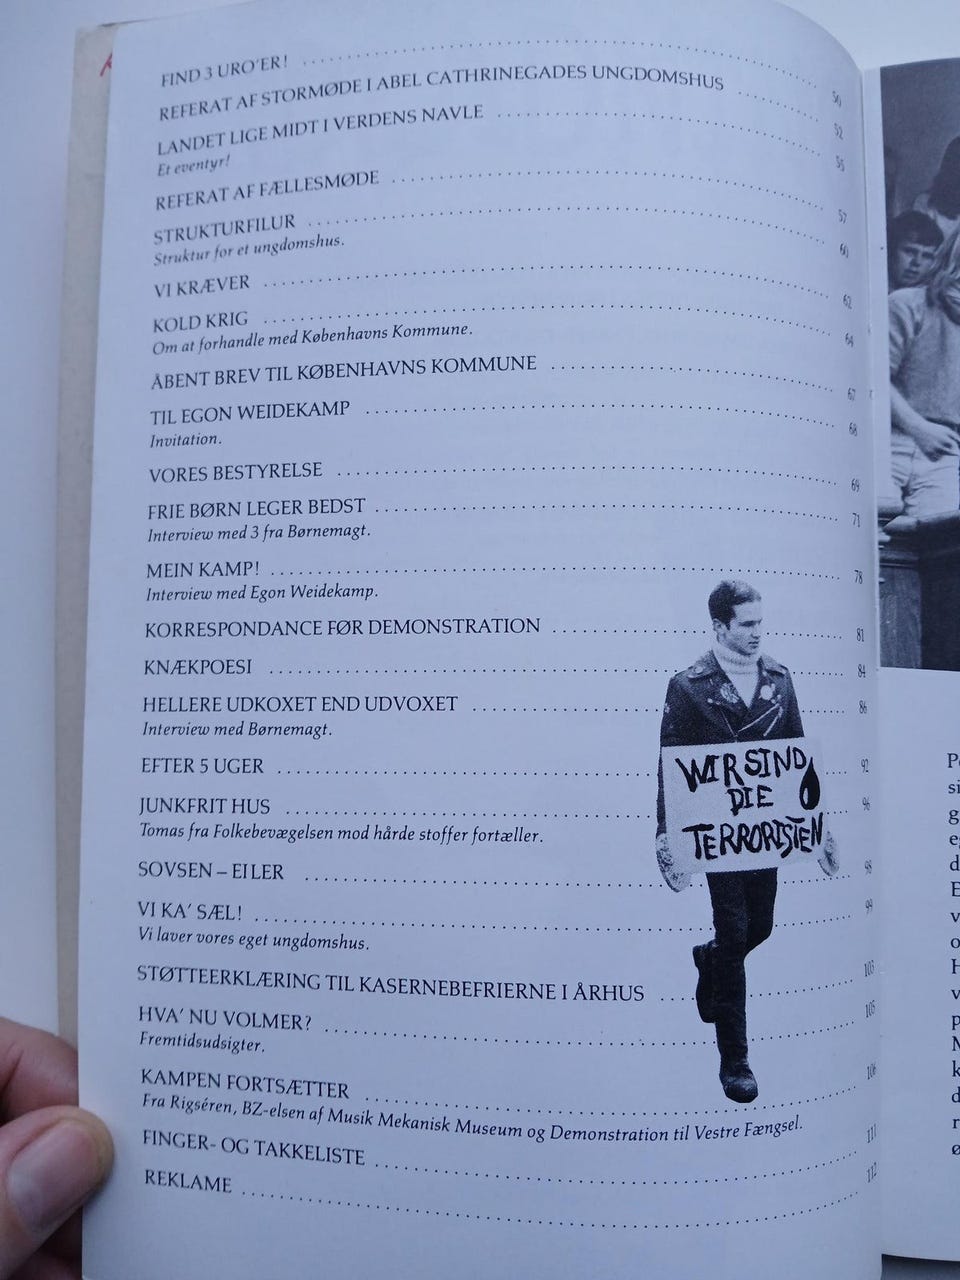 FIND 3 URO'ER! 50
REFERAT AF STORMØDE I ABEL CATHRINEGADES UNGDOMSHUS 52
LANDET LIGE MIDT I VERDENS NAVLE 55
Et eventyr!
REFERAT AF FÆLLESMØDE 57
STRUKTURFILUR 60
Struktur for et ungdomshus.
VI KRÆVER 62
KOLD KRIG 64
Om at forhandle med Københavns Kommune.
ÅBENT BREV TIL KØBENHAVNS KOMMUNE 67
TIL EGON WEIDEKAMP 68
Invitation.
VORES BESTYRELSE 69
FRIE BØRN LEGER BEDST 71
Interview med 3 fra Børnemagt.
MEIN KAMP! 78
Interview med Egon Weidekamp.
KORRESPONDANCE FØR DEMONSTRATION 81
KNÆKPOESI 84
HELLERE UDKOXET END UDVOXET 86
Interview med Børnemagt.
EFTER 5 UGER 92
JUNKFRIT HUS 96
Tomas fra Folkebevægelsen mod hårde stoffer fortæller.
SOVSEN – EI LER 98
VI KA' SÆL! 99
Vi laver vores eget ungdomshus.
STØTTEERKLÆRING TIL KASERNEBEFRIERNE I ÅRHUS 103
HVA' NU VOLMER? 105
Fremtidsudsigter.
KAMPEN FORTSÆTTER 106
Fra Rigséren, BZ-elsen af Musik Mekanisk Museum og Demonstration til Vestre Fængsel.
FINGER- OG TAKKELISTE 111
REKLAME 112
WIR SIND
DIE
TERRORISTEN